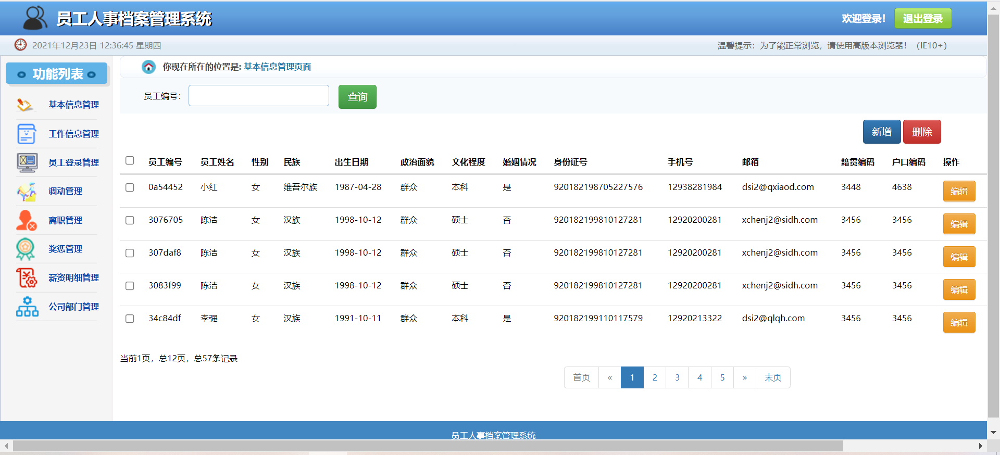 员工人事档案管理系统
欢迎登录！ 退出登录
2021年12月23日 12:36:45 星期四
温馨提示：为了能正常浏览，请使用高版本浏览器！（IE10+）
功能列表
基本信息管理
工作信息管理
员工登录管理
调动管理
离职管理
奖惩管理
薪资明细管理
公司部门管理
你现在所在的位置是: 基本信息管理页面
员工编号： 查询
新增 删除
员工编号 员工姓名 性别 民族 出生日期 政治面貌 文化程度 婚姻情况 身份证号 手机号 邮箱 籍贯编码 户口编码 操作
0a54452 小红 女 维吾尔族 1987-04-28 群众 本科 是 920182198705227576 12938281984 dsi2@qxiaod.com 3448 4638 编辑
3076705 陈洁 女 汉族 1998-10-12 群众 硕士 否 920182199810127281 12920200281 xchenj2@sidh.com 3456 3456 编辑
307daf8 陈洁 女 汉族 1998-10-12 群众 硕士 否 920182199810127281 12920200281 xchenj2@sidh.com 3456 3456 编辑
3083f99 陈洁 女 汉族 1998-10-12 群众 硕士 否 920182199810127281 12920200281 xchenj2@sidh.com 3456 3456 编辑
34c84df 李强 女 汉族 1991-10-11 群众 本科 是 920182199110117579 12920213322 dsi2@qlqh.com 3456 3456 编辑
当前1页，总12页，总57条记录
首页 « 1 2 3 4 5 » 末页
员工人事档案管理系统